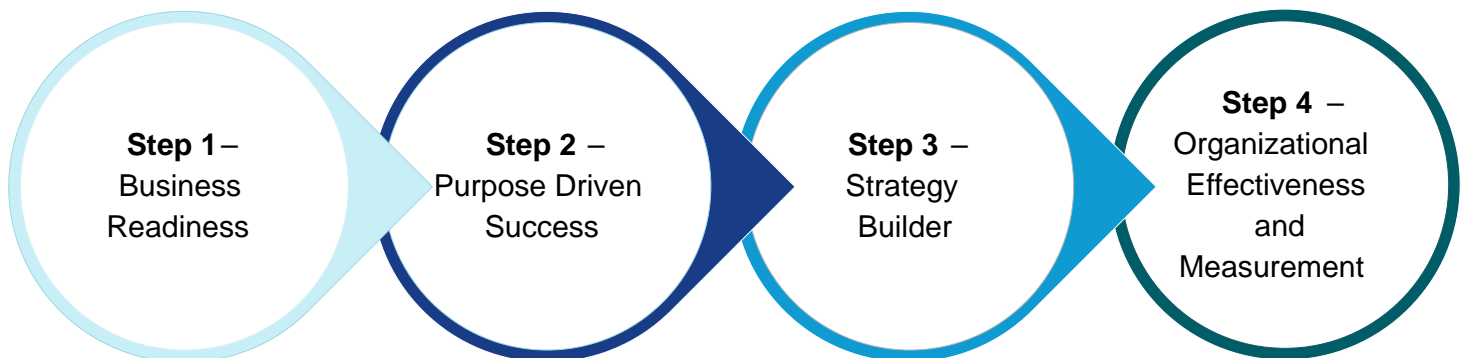 Step 1 –
Business
Readiness
Step 2 –
Purpose Driven
Success
Step 3 –
Strategy
Builder
Step 4 –
Organizational
Effectiveness
and
Measurement